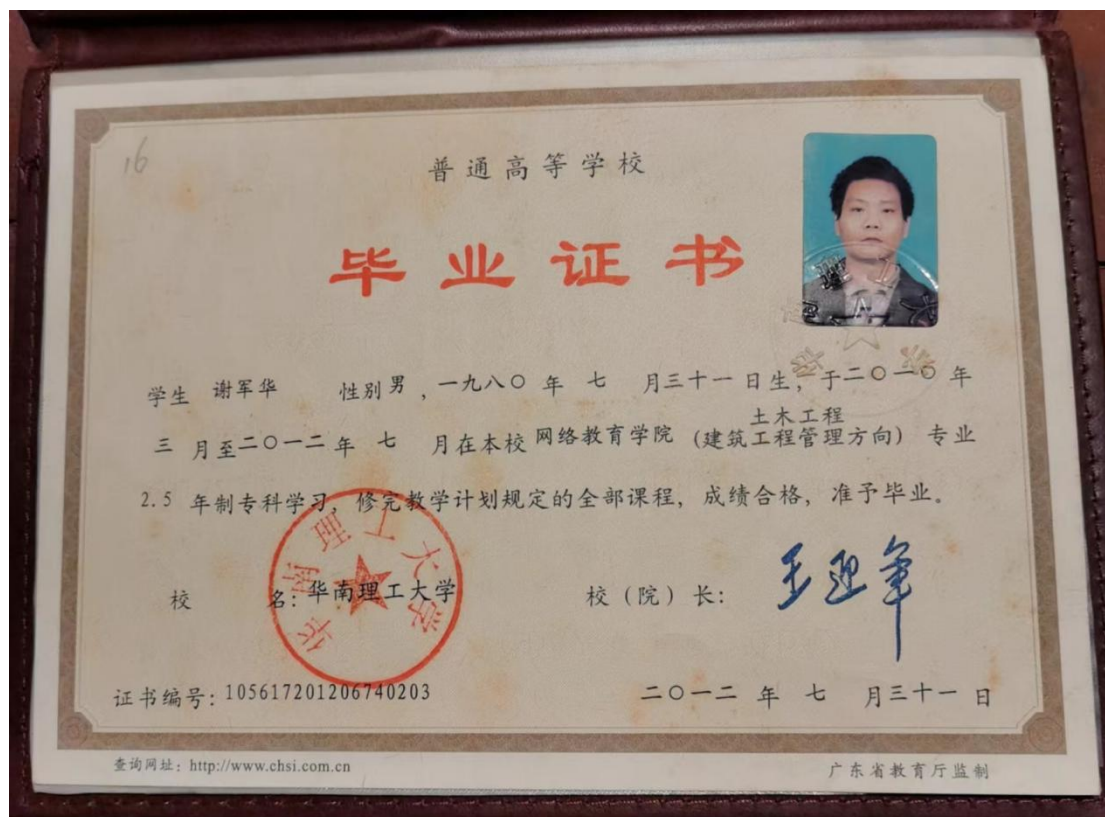 16
普通高等学校
毕业证书
学生 谢军华 性别 男 , 一九八〇 年 七 月三十一 日生, 于二〇一〇 年
土木工程
三 月至二〇一二 年 七 月在本校 网络教育学院 (建筑工程管理方向) 专业
2.5 年制专科学习, 修完教学计划规定的全部课程, 成绩合格, 准予毕业。
校 名: 华南理工大学 校(院)长: 王迎军
华南理工大学
证书编号: 105617201206740203 二〇一二 年 七 月三十一 日
查询网址: http://www.chsi.com.cn 广东省教育厅监制